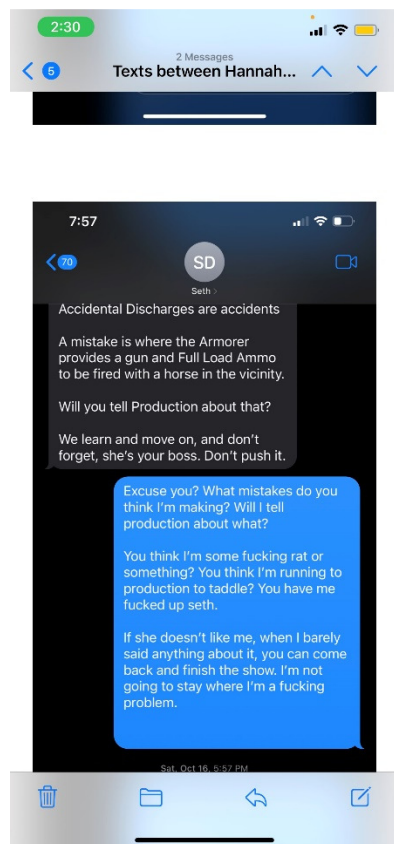 2:30
2 Messages
5
Texts between Hannah...
7:57
70
SD
Seth
Accidental Discharges are accidents
A mistake is where the Armorer
provides a gun and Full Load Ammo
to be fired with a horse in the vicinity.
Will you tell Production about that?
We learn and move on, and don't
forget, she's your boss. Don't push it.
Excuse you? What mistakes do you
think I'm making? Will I tell
production about what?
You think I'm some fucking rat or
something? You think I'm running to
production to taddle? You have me
fucked up seth.
If she doesn't like me, when I barely
said anything about it, you can come
back and finish the show. I'm not
going to stay where I'm a fucking
problem.
Sat, Oct 16, 5:57 PM